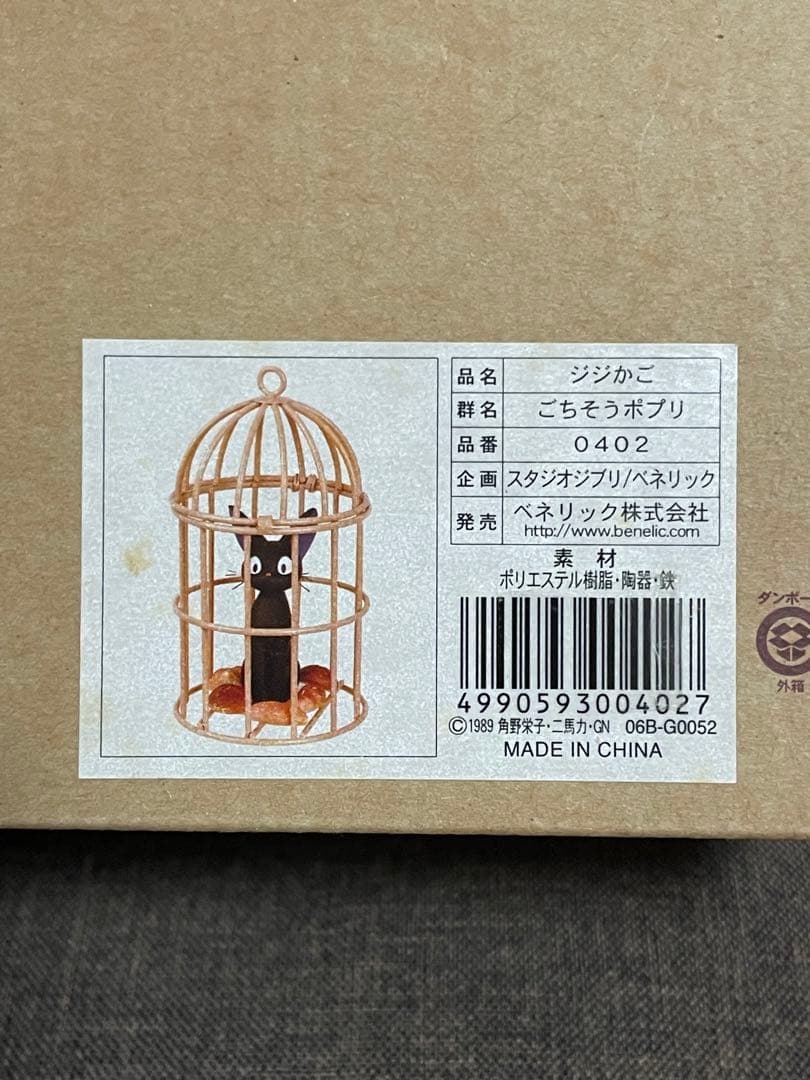 品名 ジジかご
群名 ごちそうポプリ
品番 0402
企画 スタジオジブリ/ベネリック
発売 ベネリック株式会社
http://www.benelic.com
素材
ポリエステル樹脂・陶器・鉄
4990593004027
©1989 角野栄子・二馬力・GN 06B-G0052
MADE IN CHINA
ダンボー
外箱